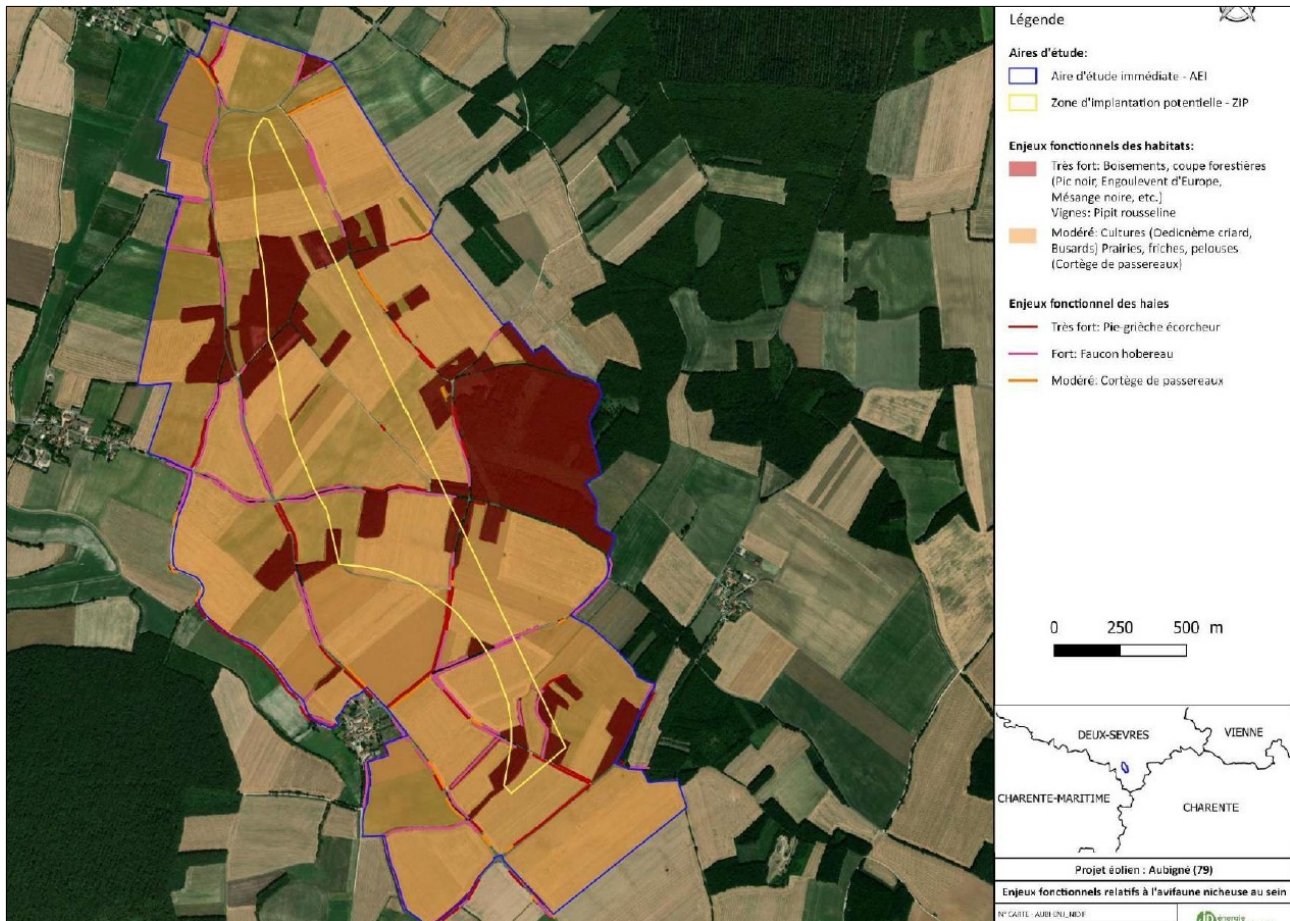 Légende
Aires d'étude:
Aire d'étude immédiate - AEI
Zone d'implantation potentielle - ZIP
Enjeux fonctionnels des habitats:
Très fort: Boisements, coupe forestières
(Pic noir, Engoulevent d'Europe,
Mésange noire, etc.]
Vignes: Pipit rousseline
Modéré: Cultures (Oedicnème criard,
Busards) Prairies, friches, pelouses
(Cortège de passereaux)
Enjeux fonctionnel des haies
Très fort: Pie-grièche écorcheur
Fort: Faucon hobereau
Modéré: Cortège de passereaux
0 250 500 m
DEUX-SEVRES
VIENNE
CHARENTE-MARITIME
CHARENTE
Projet éolien : Aubigné (79)
Enjeux fonctionnels relatifs à l'avifaune nicheuse au sein
N° CARTE -
énergie